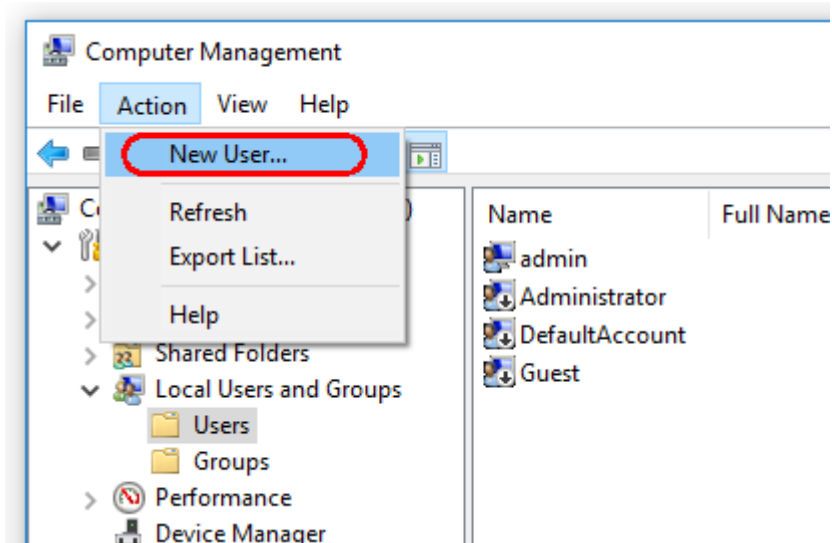 Computer Management
File Action View Help
New User...
Refresh
Export List...
Help
Shared Folders
Local Users and Groups
Users
Groups
Performance
Device Manager
Name Full Name
admin
Administrator
DefaultAccount
Guest